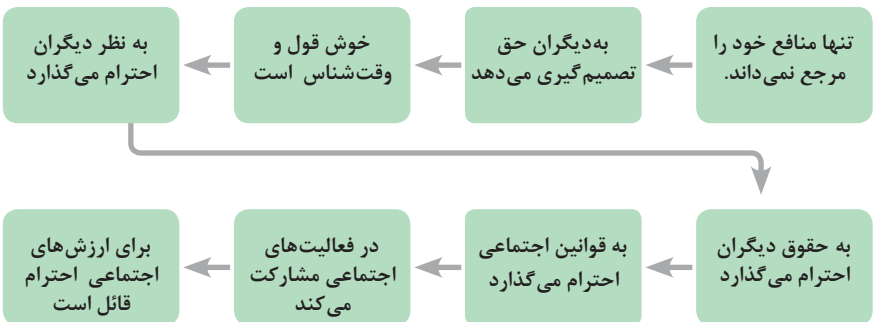 تنها منافع خود را
مرجع نمی‌داند.
به‌دیگران حق
تصمیم‌گیری می‌دهد
خوش قول و
وقت‌شناس است
به نظر دیگران
احترام می‌گذارد
به حقوق دیگران
احترام می‌گذارد
به قوانین اجتماعی
احترام می‌گذارد
در فعالیت‌های
اجتماعی مشارکت
می‌کند
برای ارزش‌های
اجتماعی احترام
قائل است